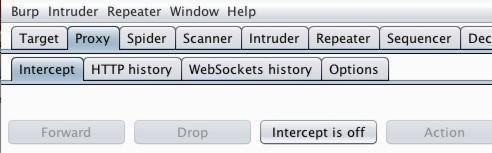 Burp Intruder Repeater Window Help
Target Proxy Spider Scanner Intruder Repeater Sequencer Dec
Intercept HTTP history WebSockets history Options
Forward Drop Intercept is off Action